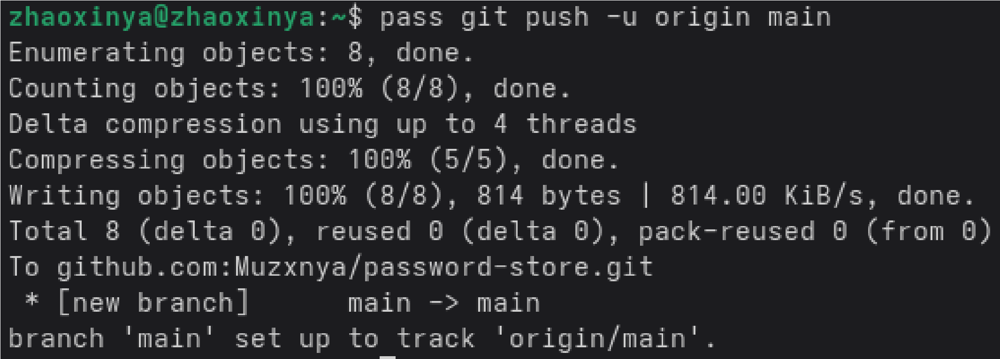 zhaoxinya@zhaoxinya:~$ pass git push -u origin main
Enumerating objects: 8, done.
Counting objects: 100% (8/8), done.
Delta compression using up to 4 threads
Compressing objects: 100% (5/5), done.
Writing objects: 100% (8/8), 814 bytes | 814.00 KiB/s, done.
Total 8 (delta 0), reused 0 (delta 0), pack-reused 0 (from 0)
To github.com:Muzxnya/password-store.git
 * [new branch]      main -> main
branch 'main' set up to track 'origin/main'.